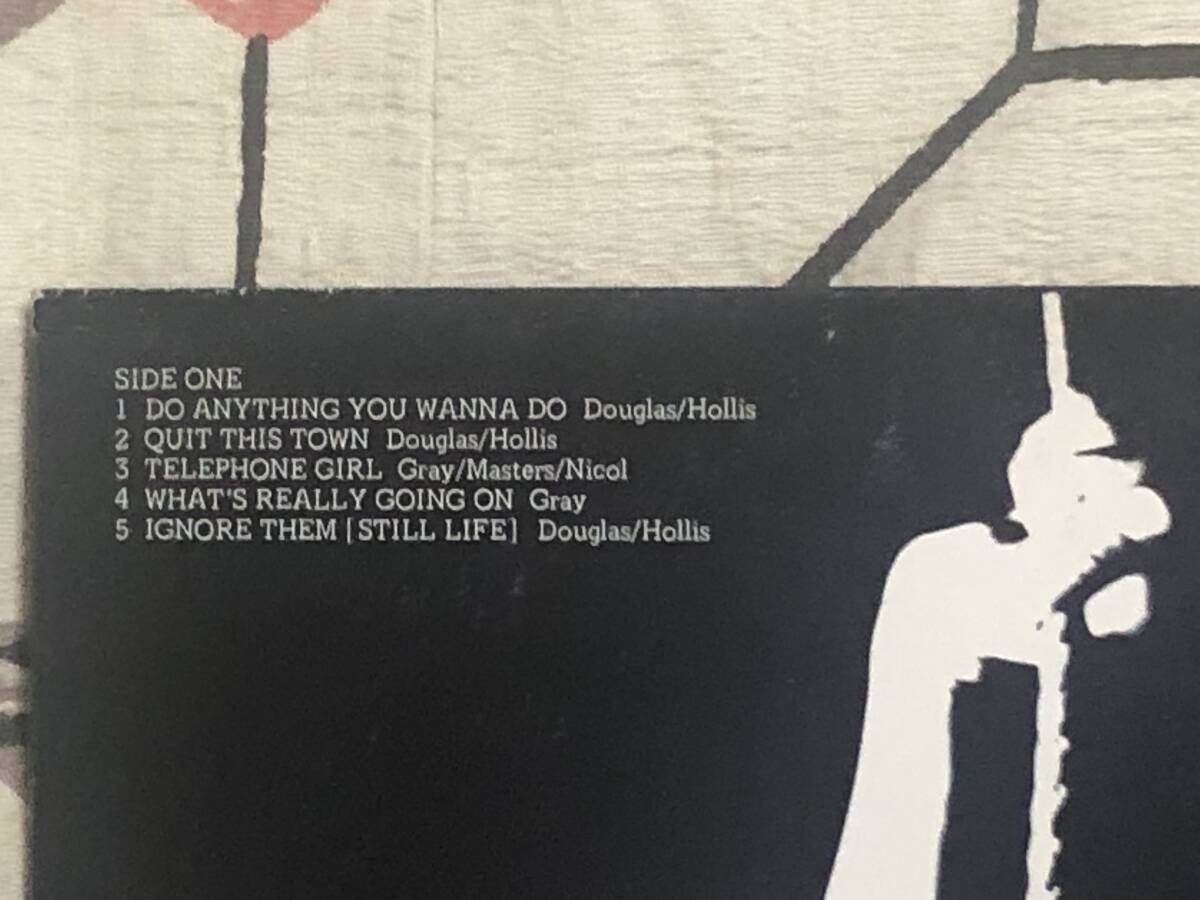 SIDE ONE
1 DO ANYTHING YOU WANNA DO Douglas/Hollis
2 QUIT THIS TOWN Douglas/Hollis
3 TELEPHONE GIRL Gray/Masters/Nicol
4 WHAT'S REALLY GOING ON Gray
5 IGNORE THEM [STILL LIFE] Douglas/Hollis